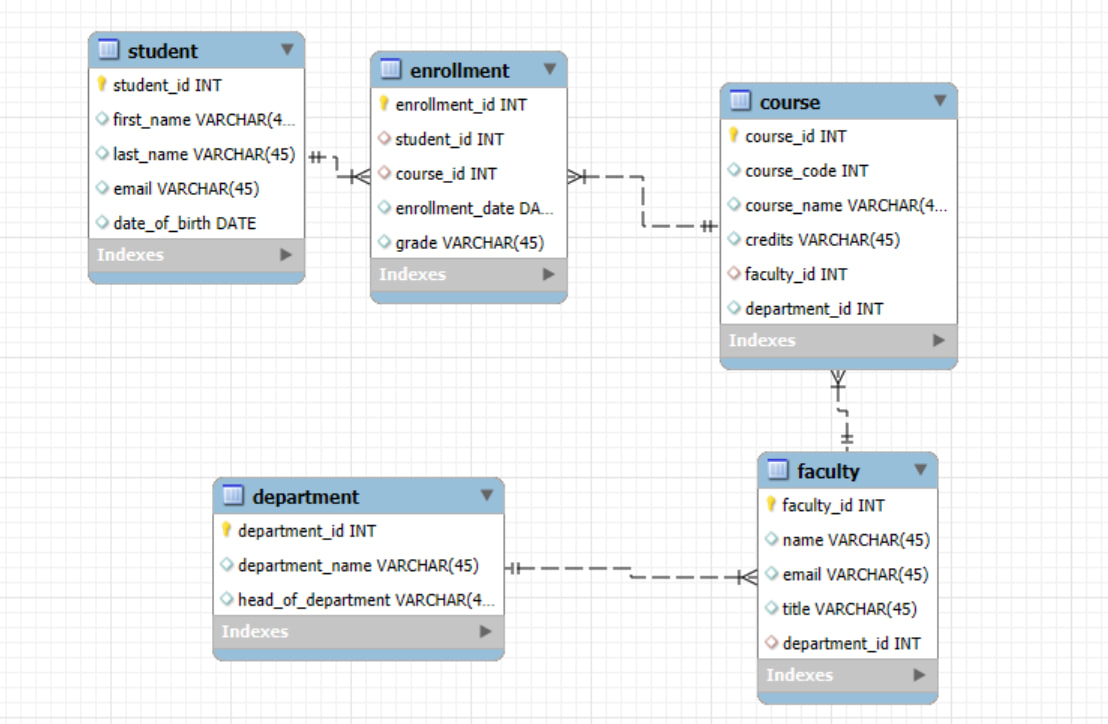 student
student_id INT
first_name VARCHAR(4...
last_name VARCHAR(45)
email VARCHAR(45)
date_of_birth DATE
Indexes
enrollment
enrollment_id INT
student_id INT
course_id INT
enrollment_date DA...
grade VARCHAR(45)
Indexes
course
course_id INT
course_code INT
course_name VARCHAR(4...
credits VARCHAR(45)
faculty_id INT
department_id INT
Indexes
department
department_id INT
department_name VARCHAR(45)
head_of_department VARCHAR(4...
Indexes
faculty
faculty_id INT
name VARCHAR(45)
email VARCHAR(45)
title VARCHAR(45)
department_id INT
Indexes